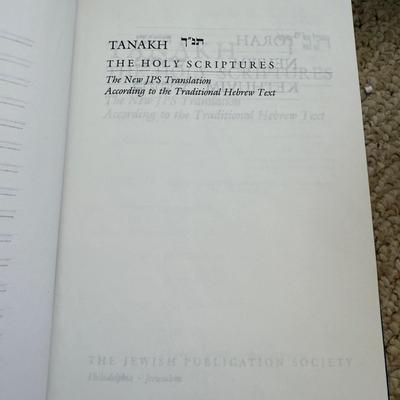 TANAKH תנ״ך
THE HOLY SCRIPTURES
The New JPS Translation
According to the Traditional Hebrew Text
THE JEWISH PUBLICATION SOCIETY
Philadelphia · Jerusalem